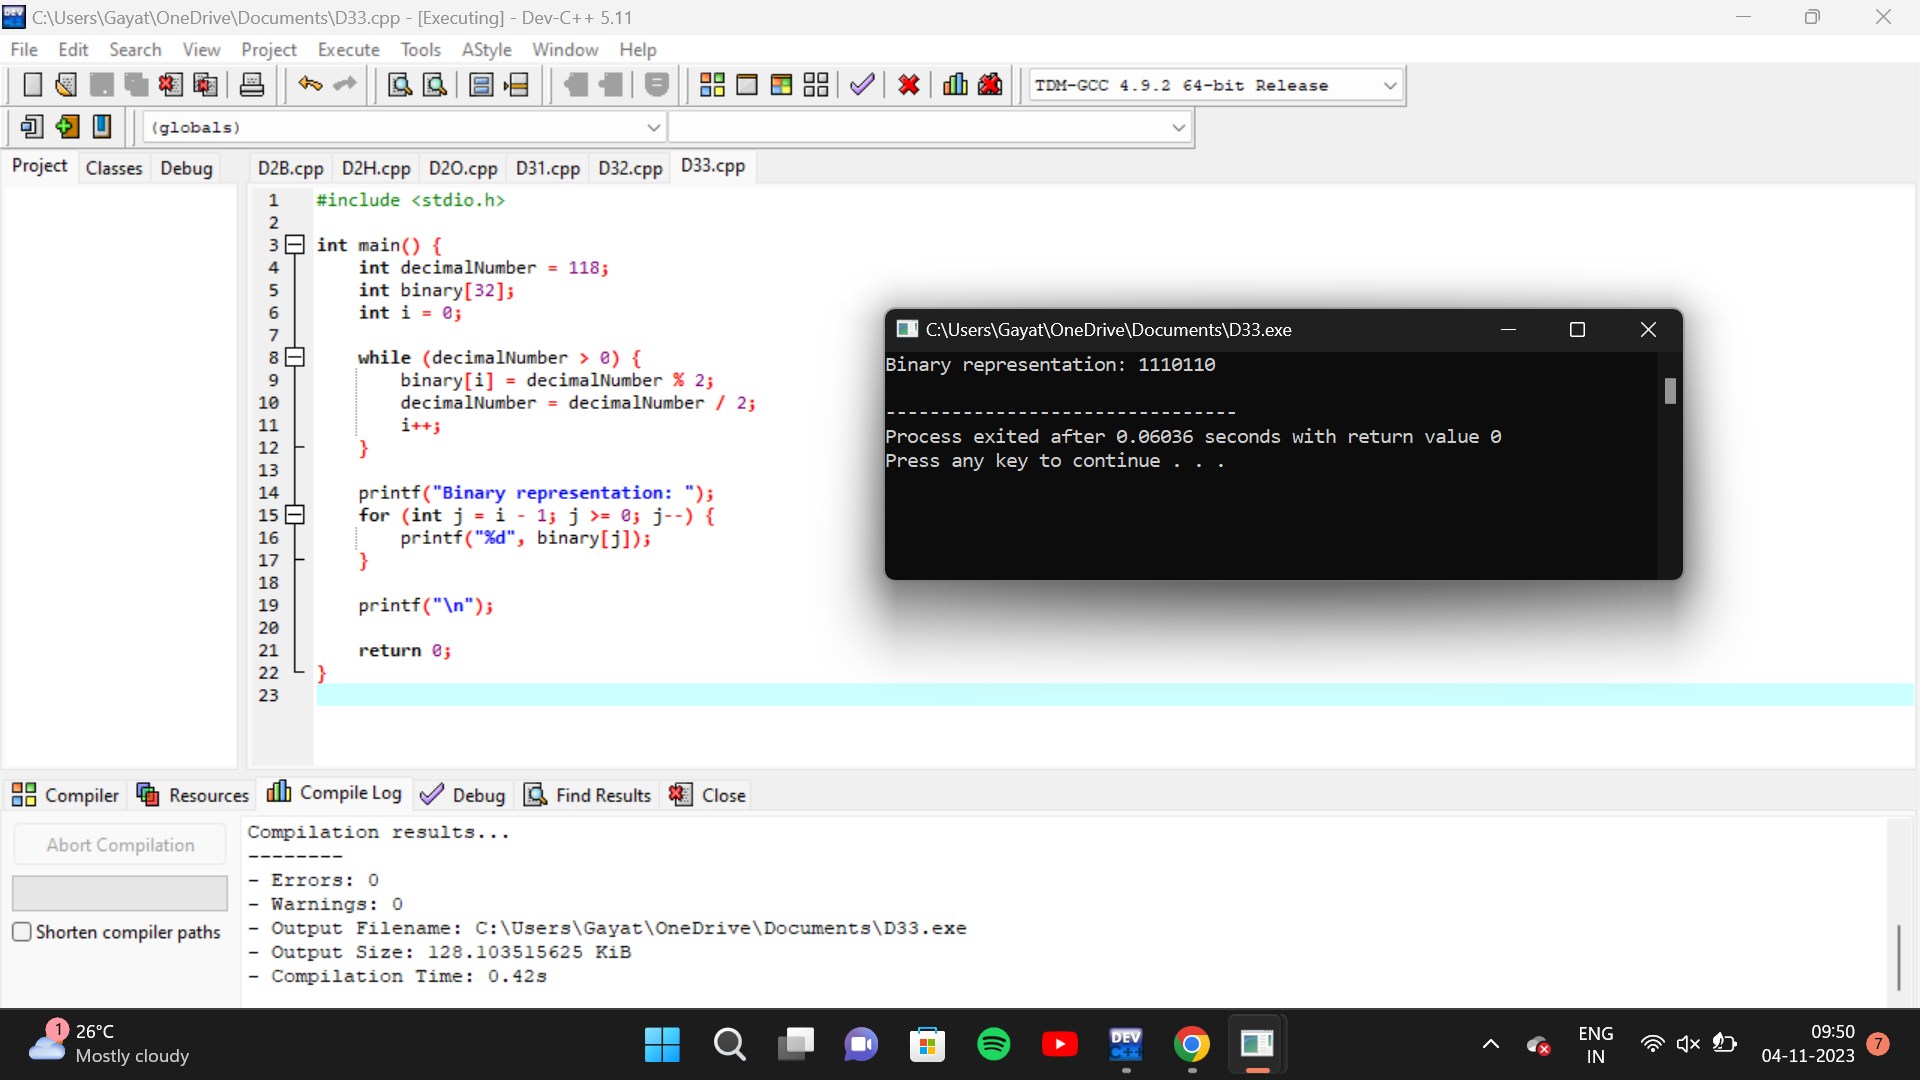 C:\Users\Gayat\OneDrive\Documents\D33.cpp - [Executing] - Dev-C++ 5.11
File Edit Search View Project Execute Tools AStyle Window Help
TDM-GCC 4.9.2 64-bit Release
(globals)
Project Classes Debug
D2B.cpp D2H.cpp D2O.cpp D31.cpp D32.cpp D33.cpp
1 #include <stdio.h>
2
3 int main() {
4 int decimalNumber = 118;
5 int binary[32];
6 int i = 0;
7
8 while (decimalNumber > 0) {
9 binary[i] = decimalNumber % 2;
10 decimalNumber = decimalNumber / 2;
11 i++;
12 }
13
14 printf("Binary representation: ");
15 for (int j = i - 1; j >= 0; j--) {
16 printf("%d", binary[j]);
17 }
18
19 printf("\n");
20
21 return 0;
22 }
23
C:\Users\Gayat\OneDrive\Documents\D33.exe
Binary representation: 1110110
--------------------------------
Process exited after 0.06036 seconds with return value 0
Press any key to continue . . .
Compiler Resources Compile Log Debug Find Results Close
Abort Compilation
Shorten compiler paths
Compilation results...
--------
- Errors: 0
- Warnings: 0
- Output Filename: C:\Users\Gayat\OneDrive\Documents\D33.exe
- Output Size: 128.103515625 KiB
- Compilation Time: 0.42s
1
26°C
Mostly cloudy
DEV
C++
ENG
IN
09:50
04-11-2023
7